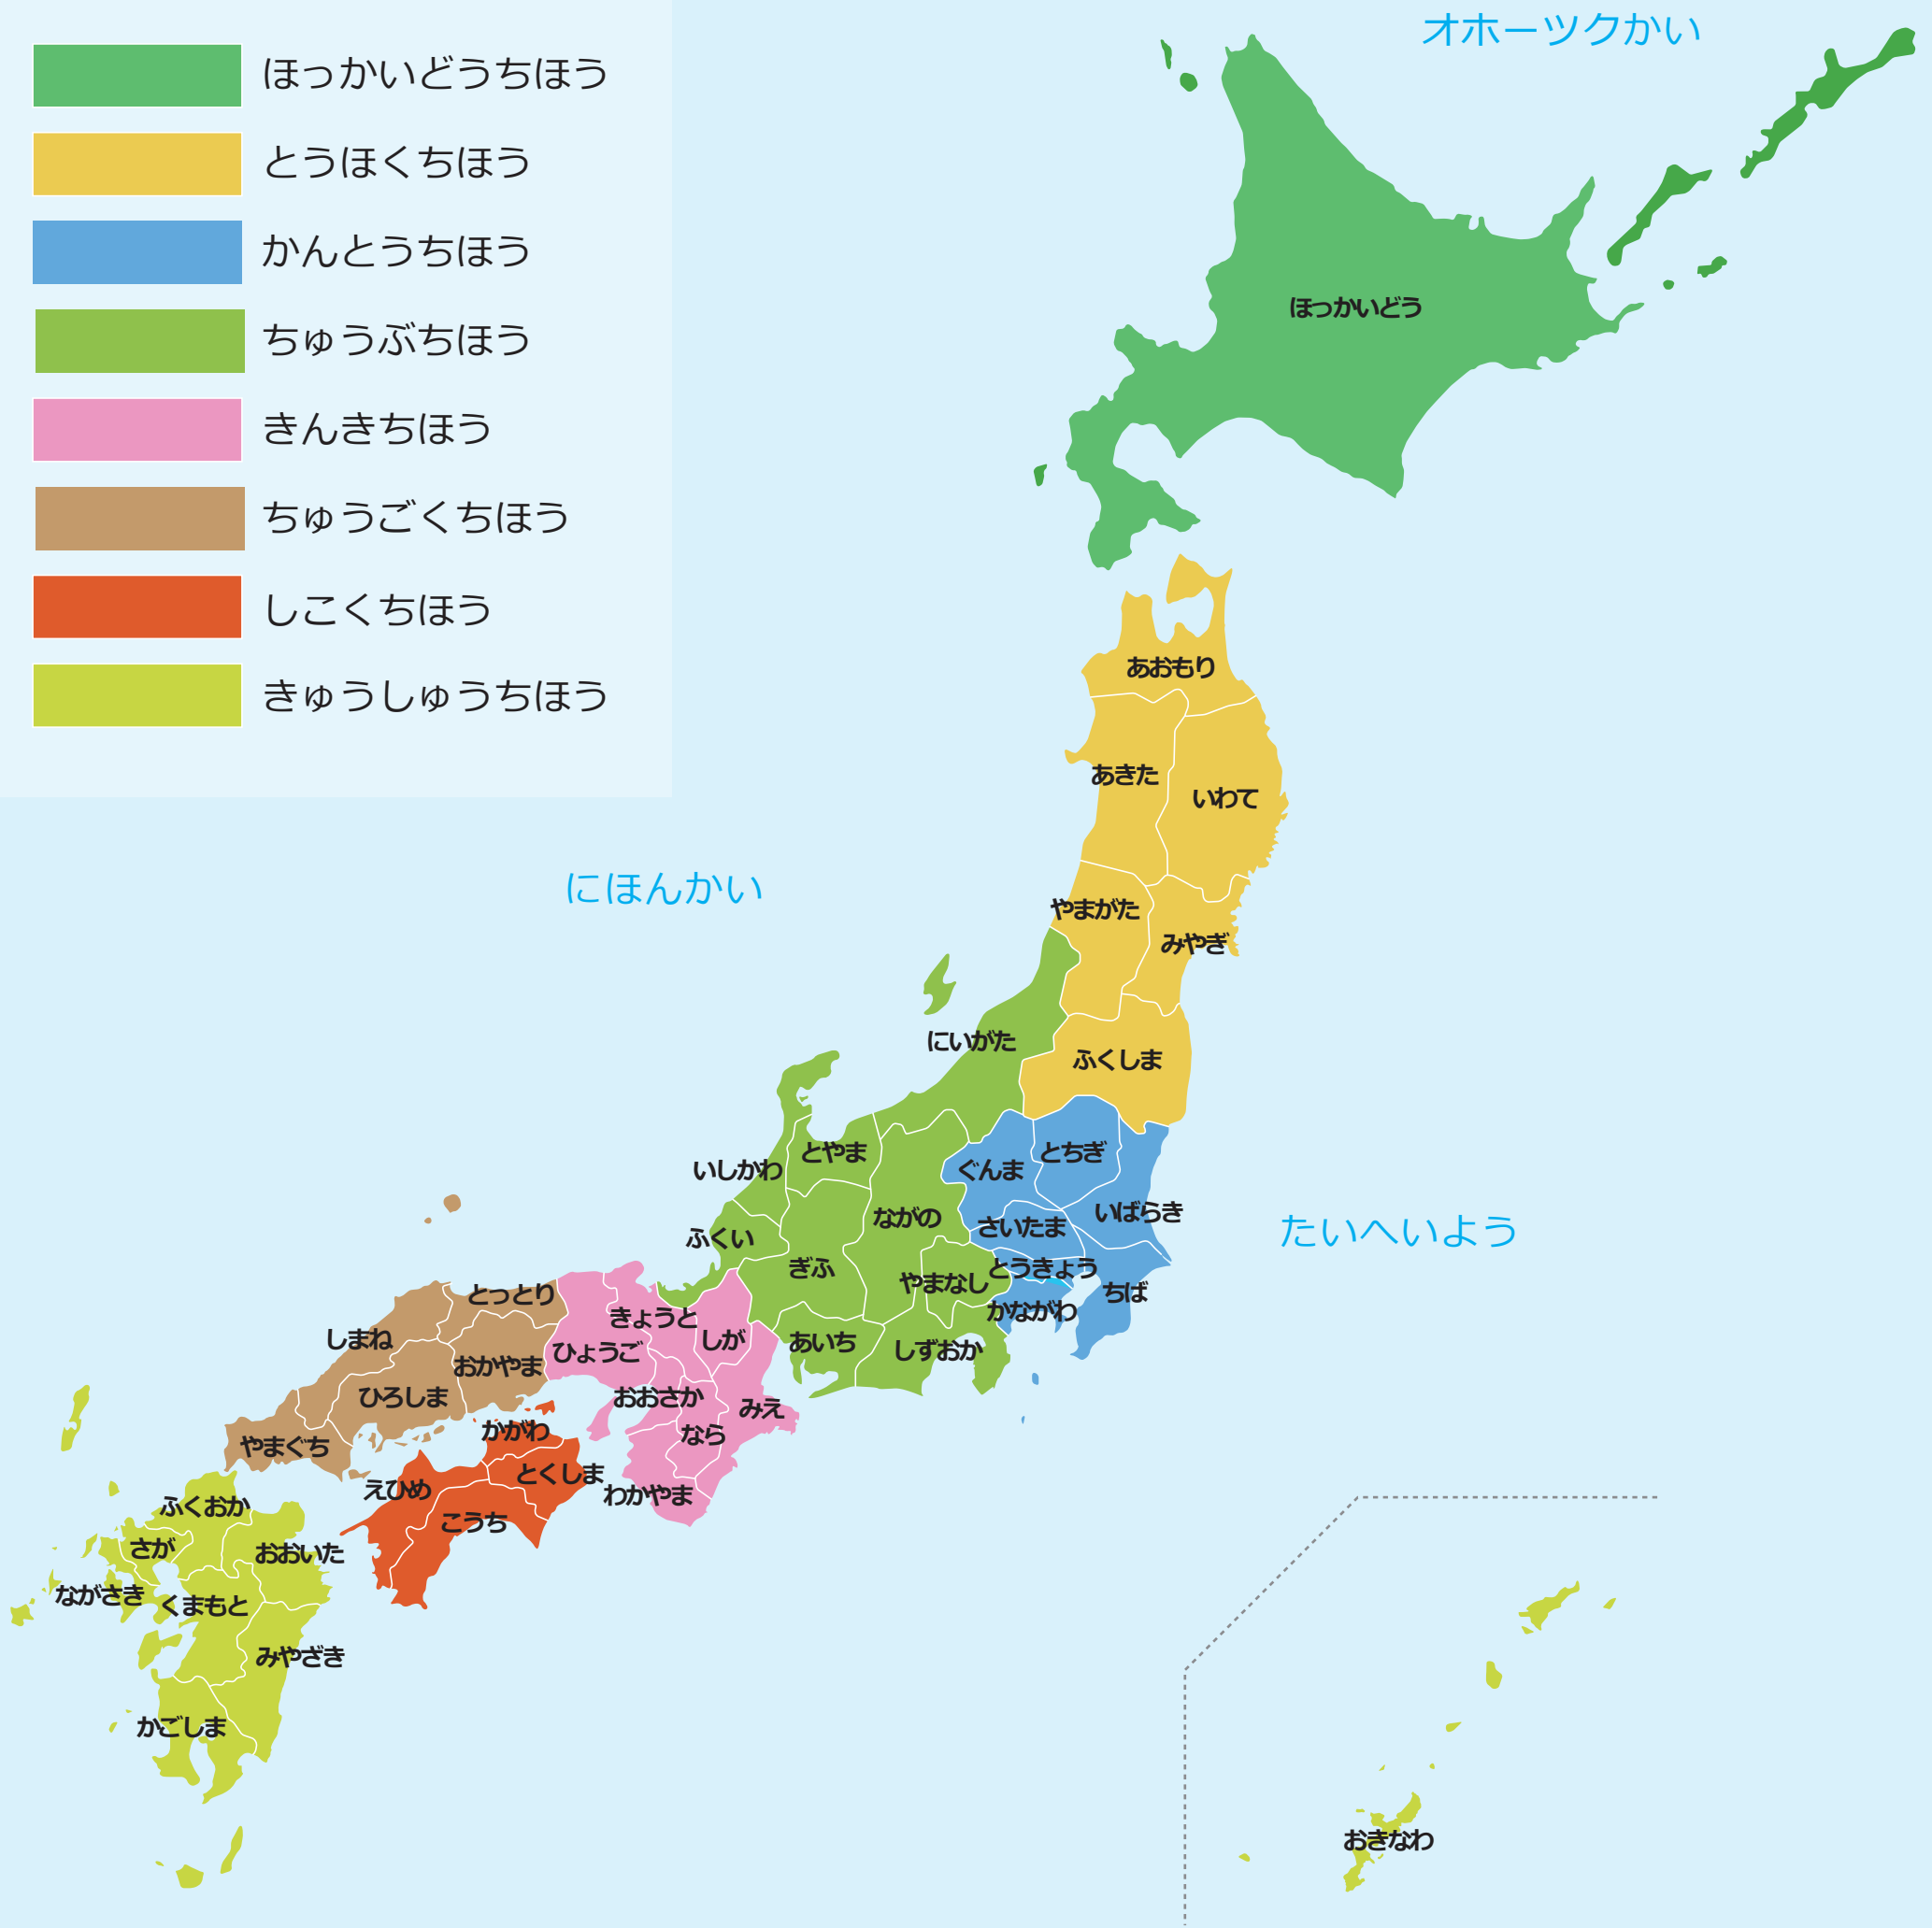 オホーツクかい
ほっかいどうちほう
とうほくちほう
かんとうちほう
ちゅうぶちほう
きんきちほう
ちゅうごくちほう
しこくちほう
きゅうしゅうちほう
ほっかいどう
あおもり
あきた
いわて
にほんかい
やまがた
みやぎ
にいがた
ふくしま
とやま
とちぎ
いしかわ
ぐんま
ながの
いばらき
さいたま
たいへいよう
ふくい
ぎふ
とうきょう
やまなし
ちば
とっとり
かながわ
きょうと
しまね
しが
あいち
しずおか
ひょうご
おかやま
ひろしま
おおさか
みえ
かがわ
なら
やまぐち
とくしま
えひめ
わかやま
ふくおか
こうち
さが
おおいた
ながさき
くまもと
みやざき
かごしま
おきなわ